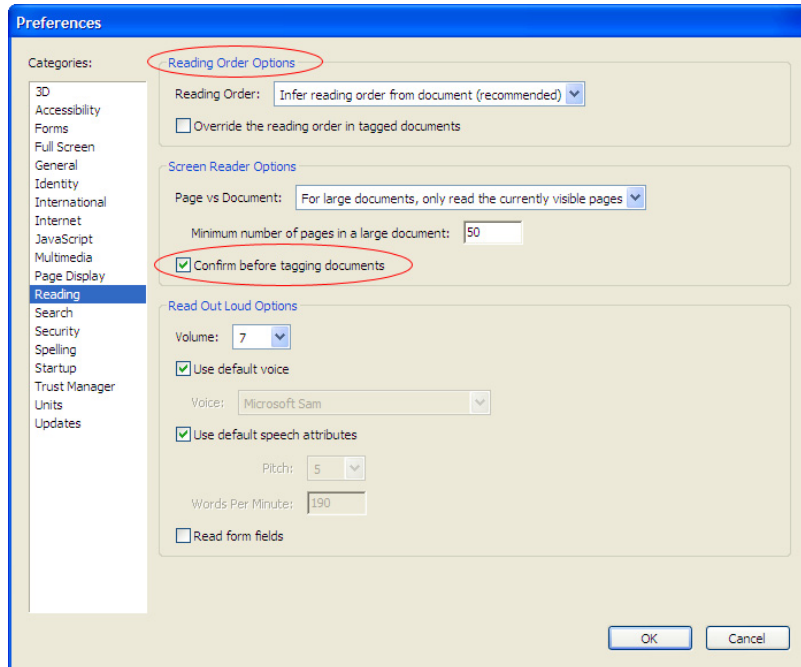 Preferences
Categories:
3D
Accessibility
Forms
Full Screen
General
Identity
International
Internet
JavaScript
Multimedia
Page Display
Reading
Search
Security
Spelling
Startup
Trust Manager
Units
Updates
Reading Order Options
Reading Order: Infer reading order from document (recommended)
Override the reading order in tagged documents
Screen Reader Options
Page vs Document: For large documents, only read the currently visible pages
Minimum number of pages in a large document: 50
Confirm before tagging documents
Read Out Loud Options
Volume: 7
Use default voice
Voice: Microsoft Sam
Use default speech attributes
Pitch: 5
Words Per Minute: 190
Read form fields
OK Cancel